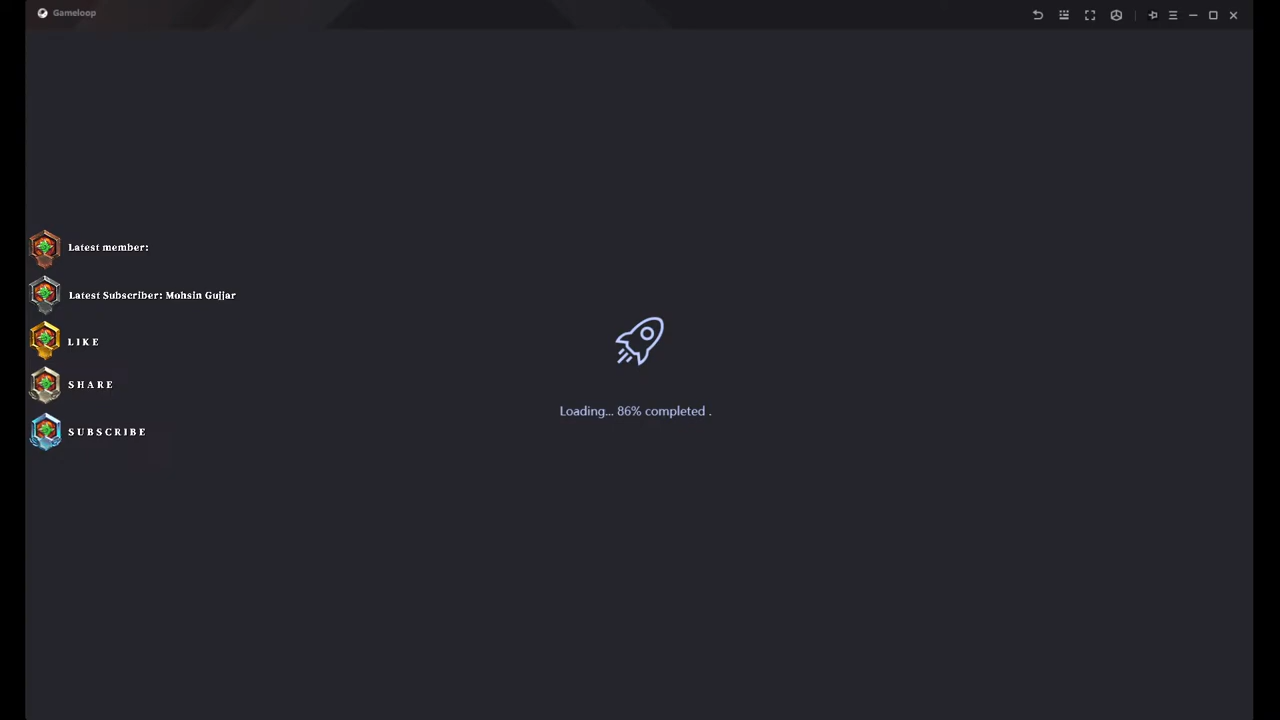 Gameloop
Latest member:
Latest Subscriber: Mohsin Gujjar
LIKE
SHARE
SUBSCRIBE
Loading... 86% completed .